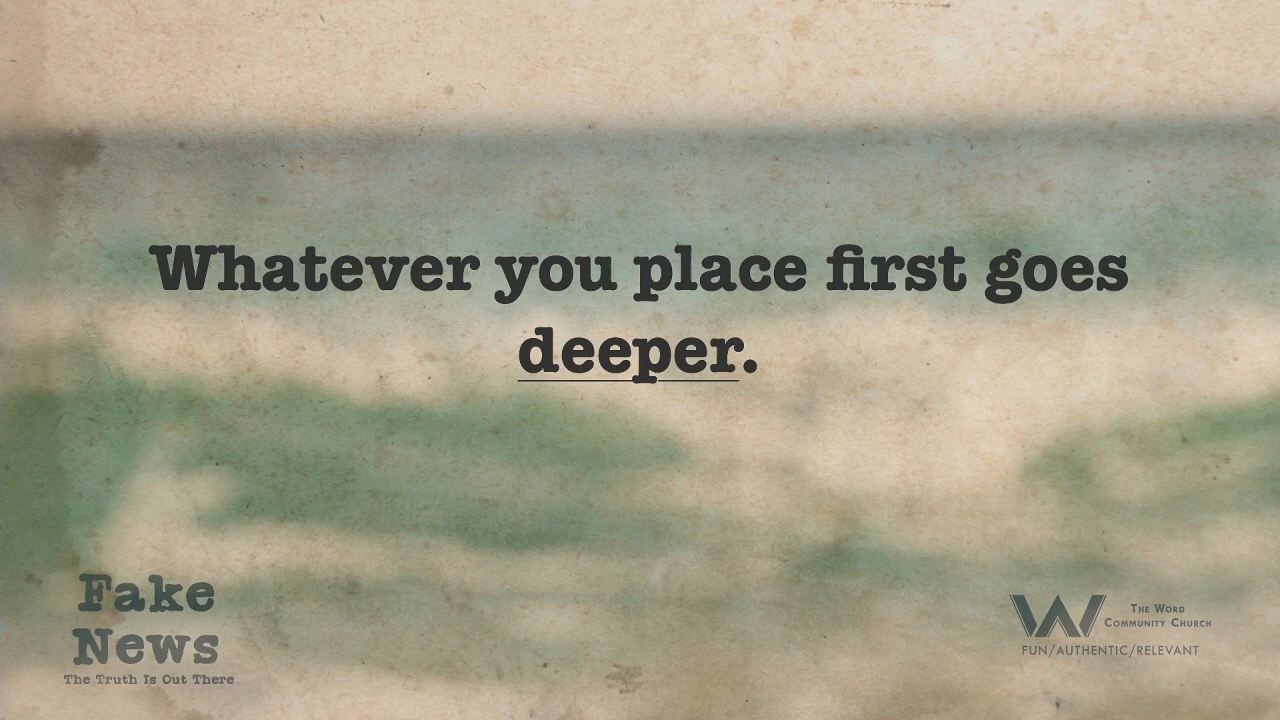 Whatever you place first goes
deeper.
Fake
News
The Truth Is Out There
The Word
Community Church
FUN/AUTHENTIC/RELEVANT